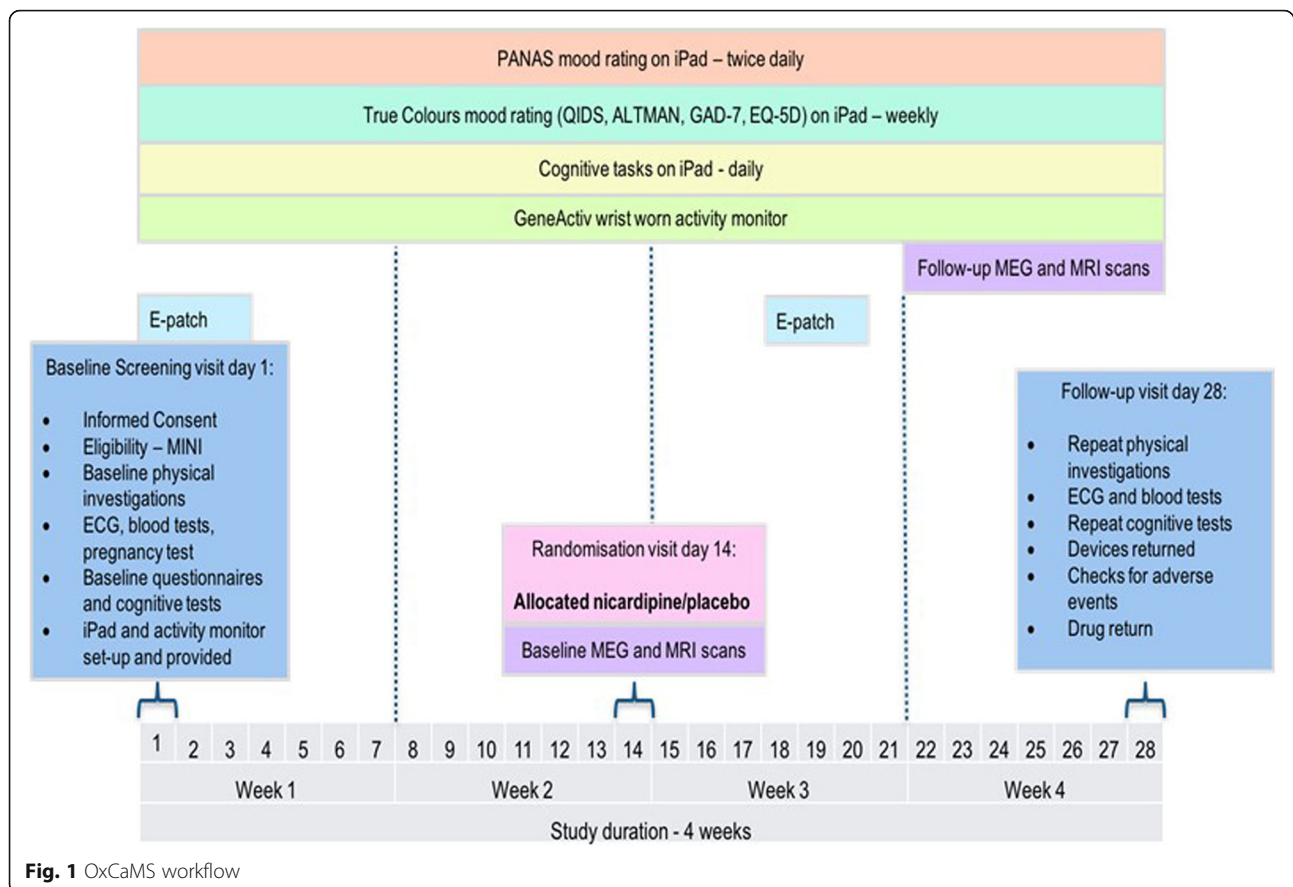 PANAS mood rating on iPad – twice daily
True Colours mood rating (QIDS, ALTMAN, GAD-7, EQ-5D) on iPad – weekly
Cognitive tasks on iPad - daily
GeneActiv wrist worn activity monitor
Follow-up MEG and MRI scans
E-patch
E-patch
Baseline Screening visit day 1:
• Informed Consent
• Eligibility – MINI
• Baseline physical
investigations
• ECG, blood tests,
pregnancy test
• Baseline questionnaires
and cognitive tests
• iPad and activity monitor
set-up and provided
Randomisation visit day 14:
Allocated nicardipine/placebo
Baseline MEG and MRI scans
Follow-up visit day 28:
• Repeat physical
investigations
• ECG and blood tests
• Repeat cognitive tests
• Devices returned
• Checks for adverse
events
• Drug return
1 2 3 4 5 6 7 8 9 10 11 12 13 14 15 16 17 18 19 20 21 22 23 24 25 26 27 28
Week 1 Week 2 Week 3 Week 4
Study duration - 4 weeks
Fig. 1 OxCaMS workflow